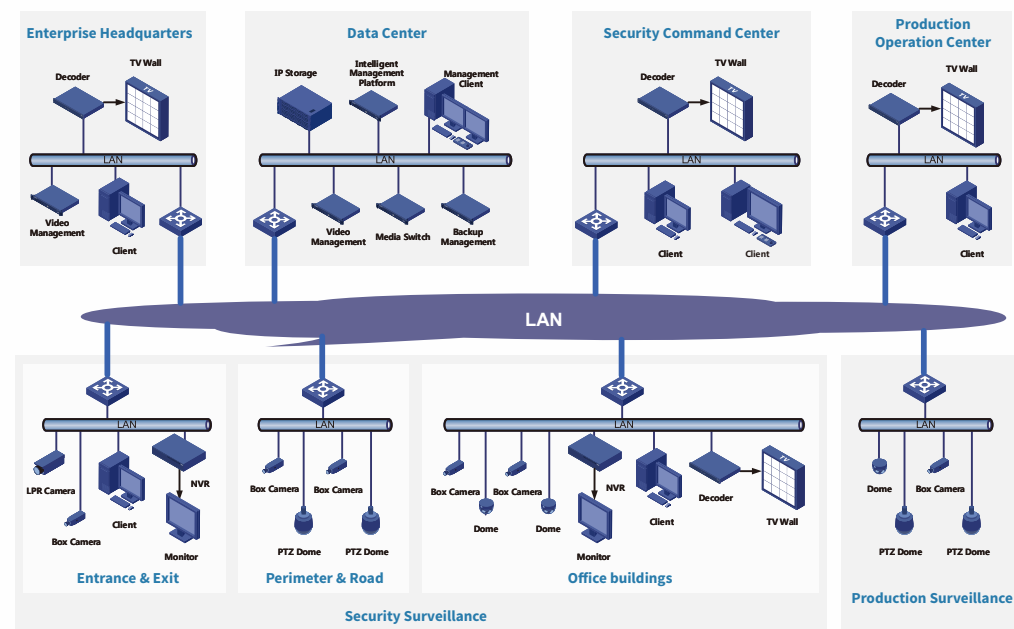 Enterprise Headquarters
TV Wall
Decoder
TV
LAN
Video
Management
Client
Data Center
IP Storage
Intelligent
Management
Platform
Management
Client
LAN
Video
Management
Media Switch
Backup
Management
Security Command Center
TV Wall
Decoder
TV
LAN
Client
Client
Production
Operation Center
TV Wall
Decoder
TV
LAN
Client
LAN
LAN
LPR Camera
Box Camera
Client
NVR
Monitor
Entrance & Exit
LAN
Box Camera
Box Camera
PTZ Dome
PTZ Dome
Perimeter & Road
LAN
Box Camera
Box Camera
Dome
Dome
NVR
Monitor
Client
Decoder
TV
TV Wall
Office buildings
Security Surveillance
LAN
Dome
Box Camera
PTZ Dome
PTZ Dome
Production Surveillance